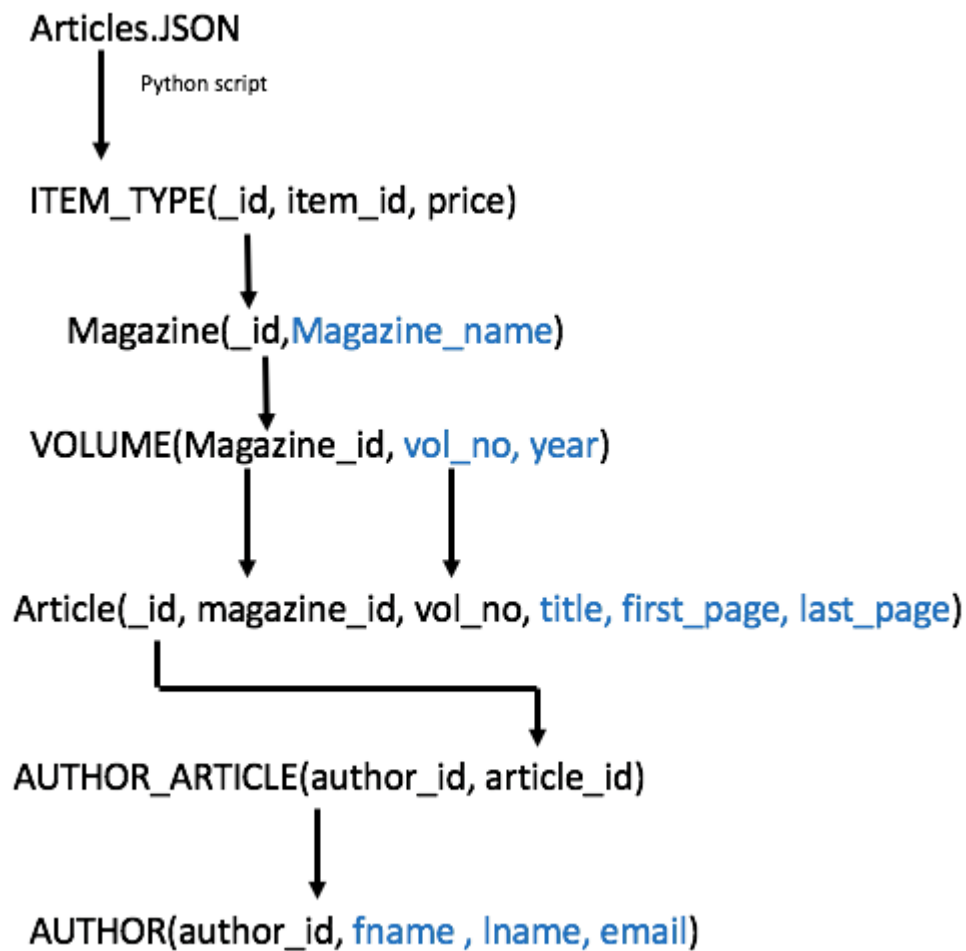 Articles.JSON
Python script
ITEM_TYPE(_id, item_id, price)
Magazine(_id,Magazine_name)
VOLUME(Magazine_id, vol_no, year)
Article(_id, magazine_id, vol_no, title, first_page, last_page)
AUTHOR_ARTICLE(author_id, article_id)
AUTHOR(author_id, fname , lname, email)